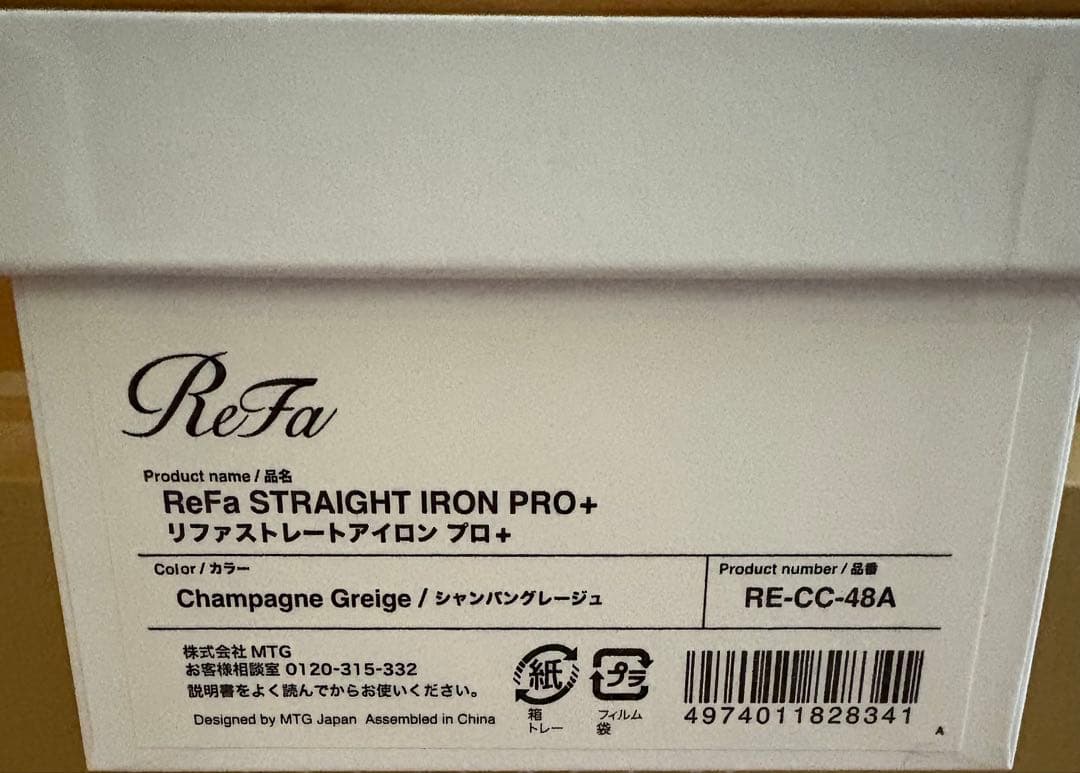 ReFa
Product name / 品名
ReFa STRAIGHT IRON PRO+
リファストレートアイロン プロ+
Color / カラー
Champagne Greige / シャンパングレージュ
Product number / 品番
RE-CC-48A
株式会社 MTG
お客様相談室 0120-315-332
説明書をよく読んでからお使いください。
Designed by MTG Japan Assembled in China
紙
箱
トレー
プラ
フィルム
袋
4974011828341
A